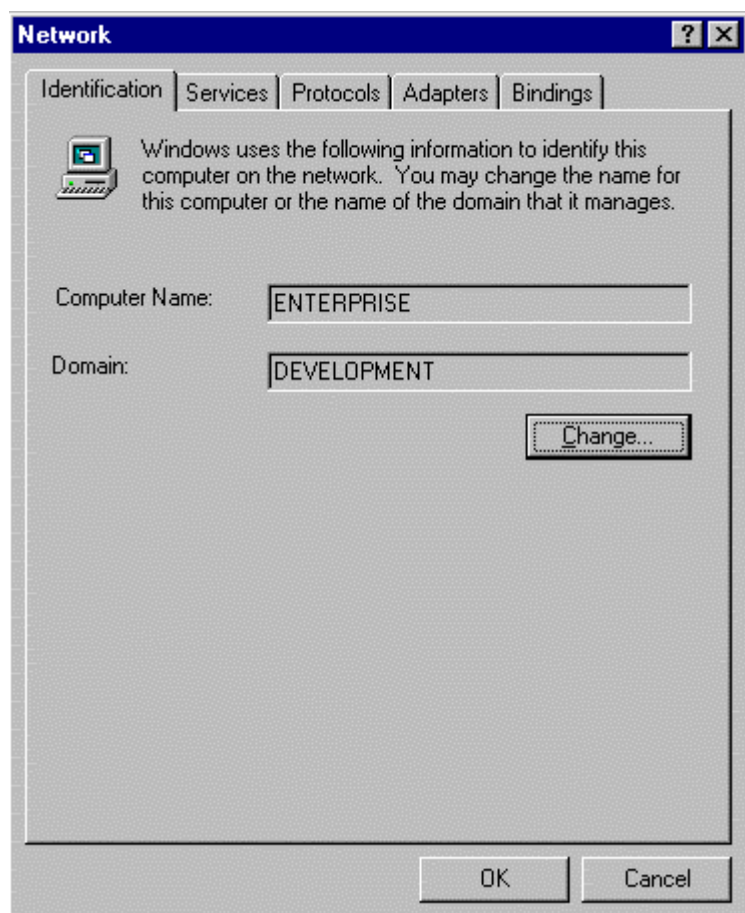 Network
Identification Services Protocols Adapters Bindings
Windows uses the following information to identify this
computer on the network.  You may change the name for
this computer or the name of the domain that it manages.
Computer Name: ENTERPRISE
Domain: DEVELOPMENT
Change...
OK Cancel